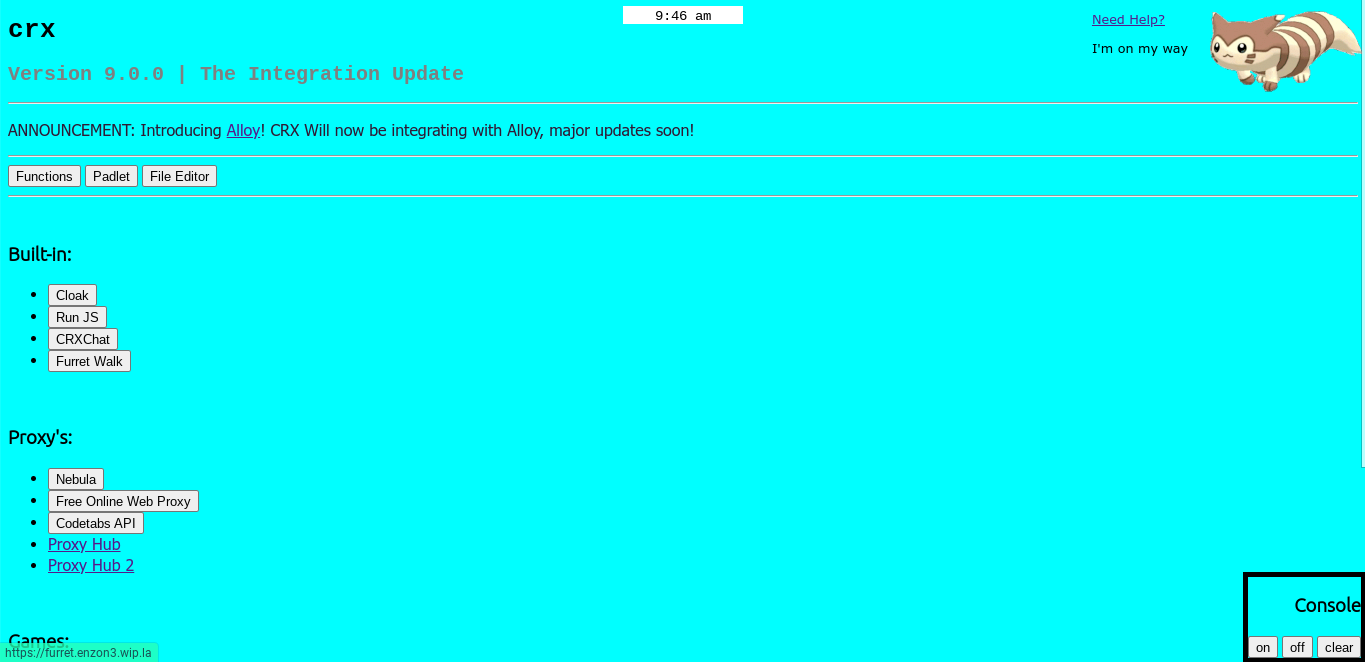 9:46 am
crx
Need Help?
I'm on my way
Version 9.0.0 | The Integration Update
ANNOUNCEMENT: Introducing Alloy! CRX Will now be integrating with Alloy, major updates soon!
Functions Padlet File Editor
Built-in:
Cloak
Run JS
CRXChat
Furret Walk
Proxy's:
Nebula
Free Online Web Proxy
Codetabs API
Proxy Hub
Proxy Hub 2
Console
on off clear
Games:
https://furret.enzon3.wip.la